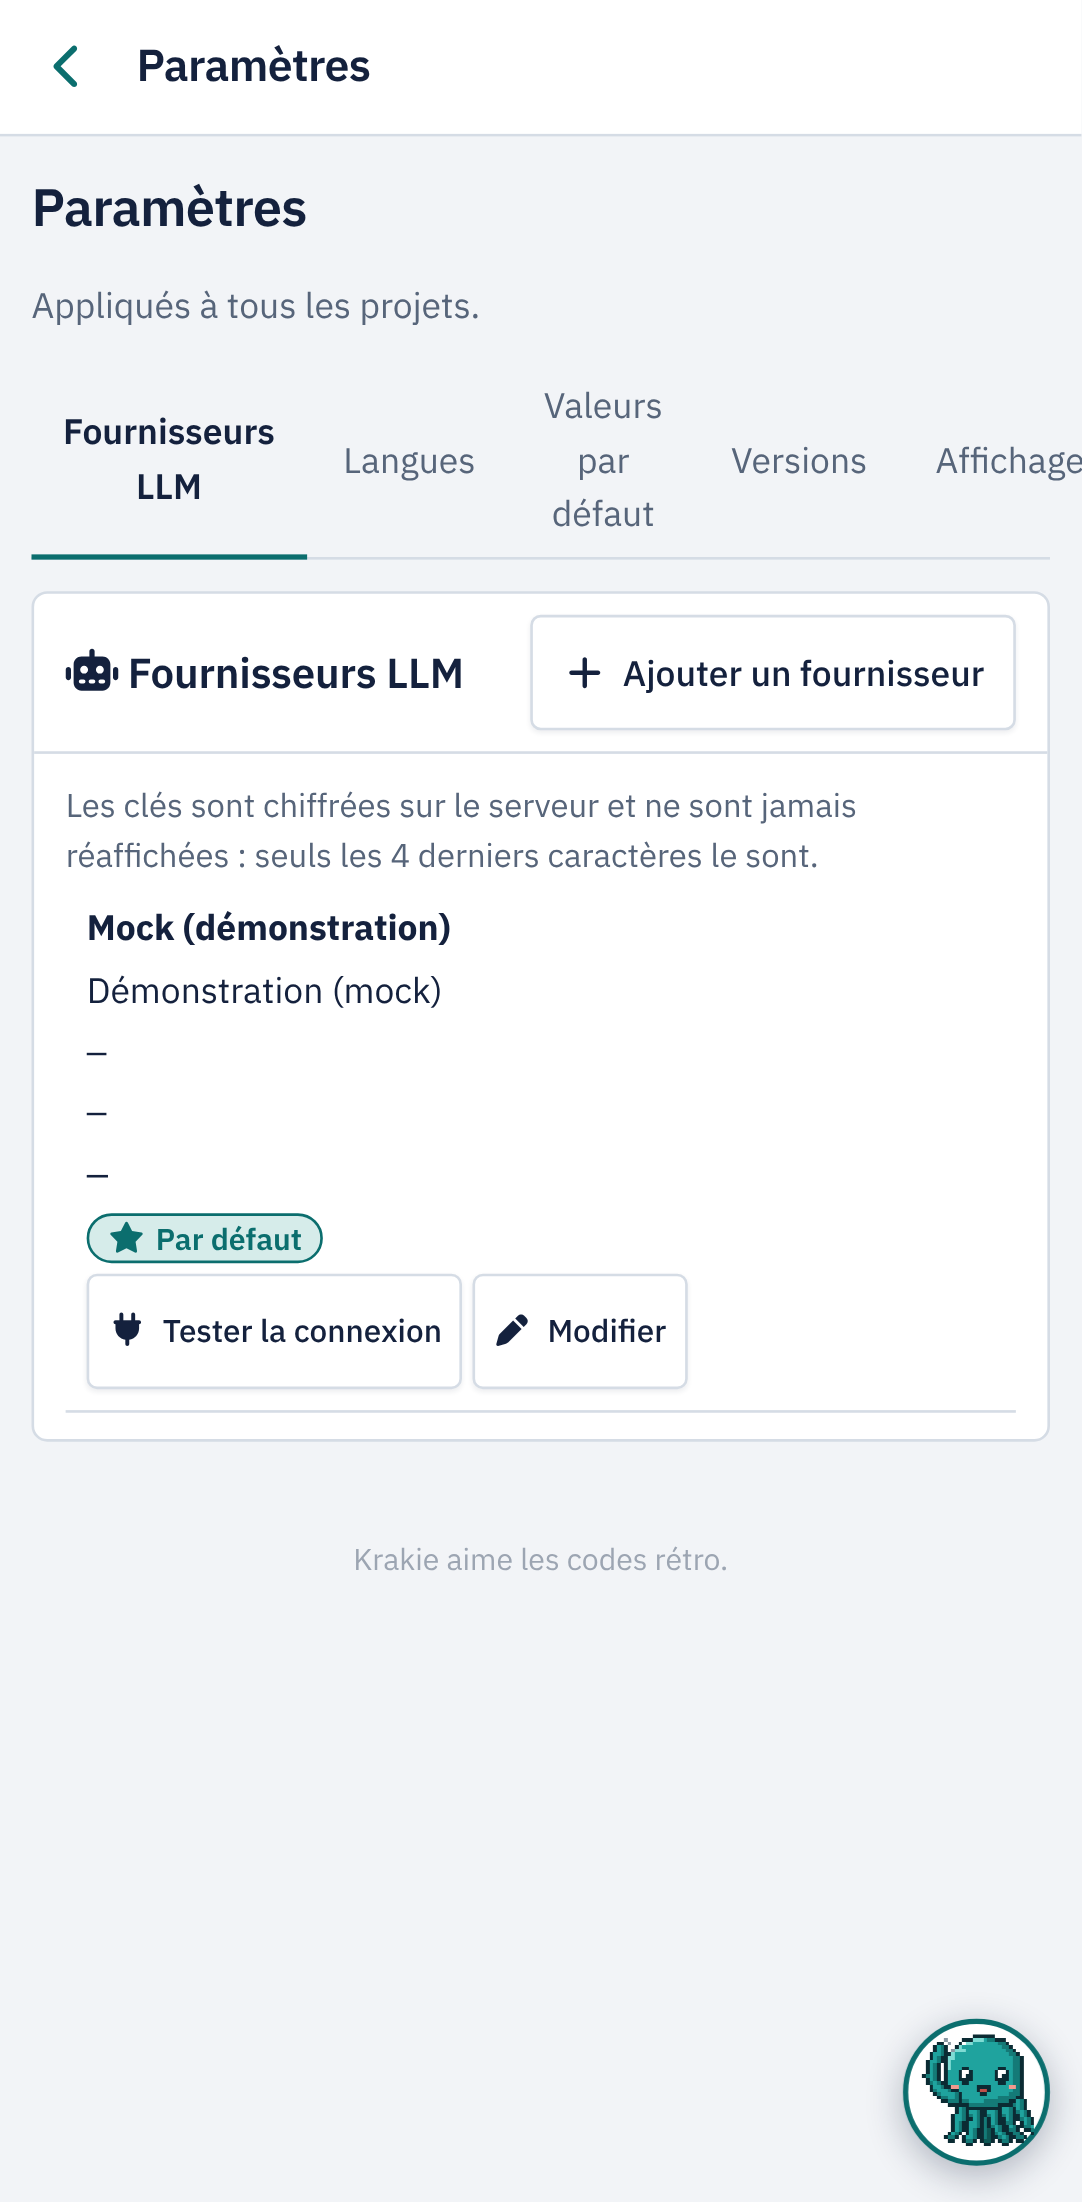 Paramètres
Paramètres
Appliqués à tous les projets.
Fournisseurs
LLM
Langues
Valeurs
par
défaut
Versions
Affichage
Fournisseurs LLM
+ Ajouter un fournisseur
Les clés sont chiffrées sur le serveur et ne sont jamais
réaffichées : seuls les 4 derniers caractères le sont.
Mock (démonstration)
Démonstration (mock)
–
–
–
Par défaut
Tester la connexion
Modifier
Krakie aime les codes rétro.